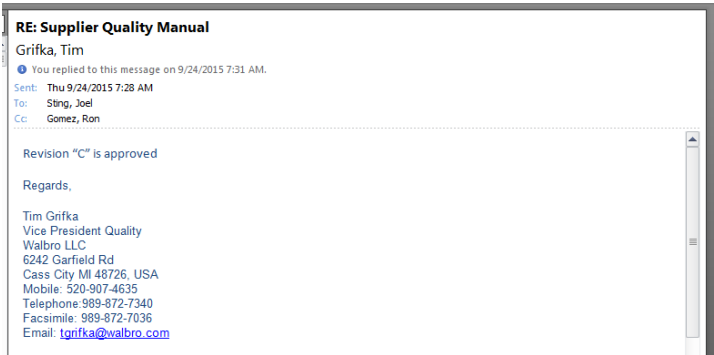 RE: Supplier Quality Manual
Grifka, Tim
You replied to this message on 9/24/2015 7:31 AM.
Sent: Thu 9/24/2015 7:28 AM
To: Sting, Joel
Cc: Gomez, Ron
Revision “C” is approved
Regards,
Tim Grifka
Vice President Quality
Walbro LLC
6242 Garfield Rd
Cass City MI 48726, USA
Mobile: 520-907-4635
Telephone:989-872-7340
Facsimile: 989-872-7036
Email: tgrifka@walbro.com